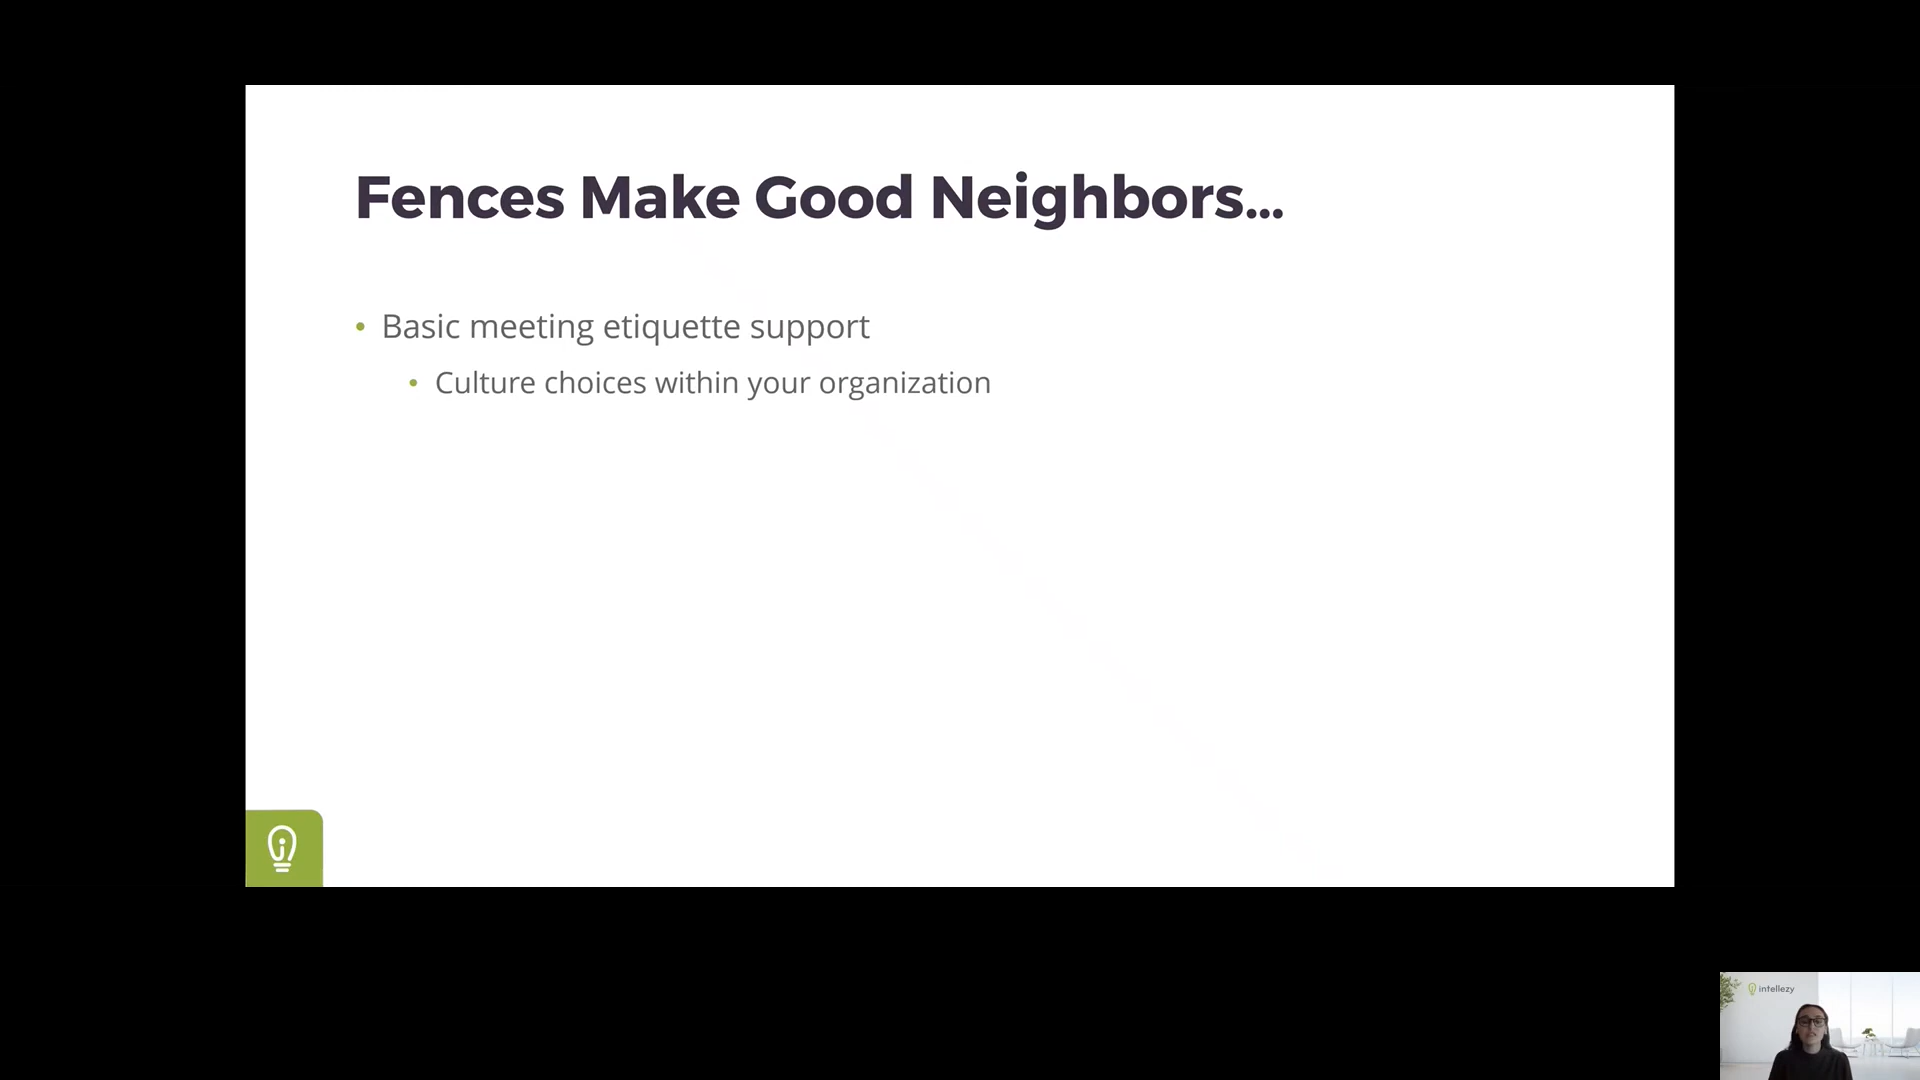 Fences Make Good Neighbors...
Basic meeting etiquette support
Culture choices within your organization
intellezy